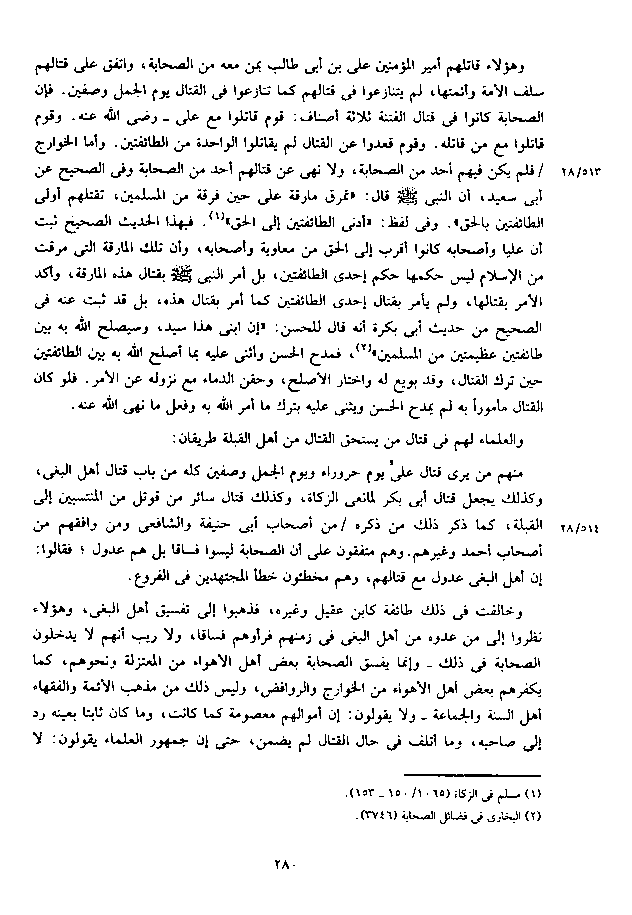 وهؤلاء قاتلهم أمير المؤمنين على بن أبى طالب بمن معه من الصحابة، واتفق على قتالهم
سلف الأمة وأئمتها، لم يتنازعوا فى قتالهم كما تنازعوا فى القتال يوم الجمل وصفين. فإن
الصحابة كانوا فى قتال الفتنة ثلاثة أصناف: قوم قاتلوا مع على ـ رضى الله عنه. وقوم
قاتلوا مع من قاتله. وقوم قعدوا عن القتال لم يقاتلوا الواحدة من الطائفتين. وأما الخوارج
٢٨/٥١٣ / فلم يكن فيهم أحد من الصحابة، ولا نهى عن قتالهم أحد من الصحابة وفى الصحيح عن
أبى سعيد، أن النبى ﷺ قال: «تمرق مارقة على حين فرقة من المسلمين، تقتلهم أولى
الطائفتين بالحق». وفى لفظ: «أدنى الطائفتين إلى الحق»(١). فبهذا الحديث الصحيح ثبت
أن عليا وأصحابه كانوا أقرب إلى الحق من معاوية وأصحابه، وأن تلك المارقة التى مرقت
من الإسلام ليس حكمها حكم إحدى الطائفتين، بل أمر النبى ﷺ بقتال هذه المارقة، وأكد
الأمر بقتالها، ولم يأمر بقتال إحدى الطائفتين كما أمر بقتال هذه، بل قد ثبت عنه فى
الصحيح من حديث أبى بكرة أنه قال للحسن: «إن ابنى هذا سيد، وسيصلح الله به بين
طائفتين عظيمتين من المسلمين»(٢)، فمدح الحسن وأثنى عليه بما أصلح الله به بين الطائفتين
حين ترك القتال، وقد بويع له واختار الأصلح، وحقن الدماء مع نزوله عن الأمر. فلو كان
القتال مأموراً به لم يمدح الحسن ويثنى عليه بترك ما أمر الله به وفعل ما نهى الله عنه.
والعلماء لهم فى قتال من يستحق القتال من أهل القبلة طريقان:
منهم من يرى قتال علىٍّ يوم حروراء ويوم الجمل وصفين كله من باب قتال أهل البغى،
وكذلك يجعل قتال أبى بكر لمانعى الزكاة، وكذلك قتال سائر من قوتل من المنتسبين إلى
٢٨/٥١٤ القبلة، كما ذكر ذلك من ذكره / من أصحاب أبى حنيفة والشافعى ومن وافقهم من
أصحاب أحمد وغيرهم. وهم متفقون على أن الصحابة ليسوا فساقا بل هم عدول ؛ فقالوا:
إن أهل البغى عدول مع قتالهم، وهم مخطئون خطأ المجتهدين فى الفروع.
وخالفت فى ذلك طائفة كابن عقيل وغيره، فذهبوا إلى تفسيق أهل البغى، وهؤلاء
نظروا إلى من عدوه من أهل البغى فى زمنهم فرأوهم فساقا، ولا ريب أنهم لا يدخلون
الصحابة فى ذلك ـ وإنما يفسق الصحابة بعض أهل الأهواء من المعتزلة ونحوهم، كما
يكفرهم بعض أهل الأهواء من الخوارج والروافض، وليس ذلك من مذهب الأئمة والفقهاء
أهل السنة والجماعة ـ ولا يقولون: إن أموالهم معصومة كما كانت، وما كان ثابتا بعينه رد
إلى صاحبه، وما أتلف فى حال القتال لم يضمن، حتى إن جمهور العلماء يقولون: لا
(١) مسلم فى الزكاة (١٠٦٥/ ١٥٠ ـ ١٥٣).
(٢) البخارى فى فضائل الصحابة (٣٧٤٦).
٢٨٠